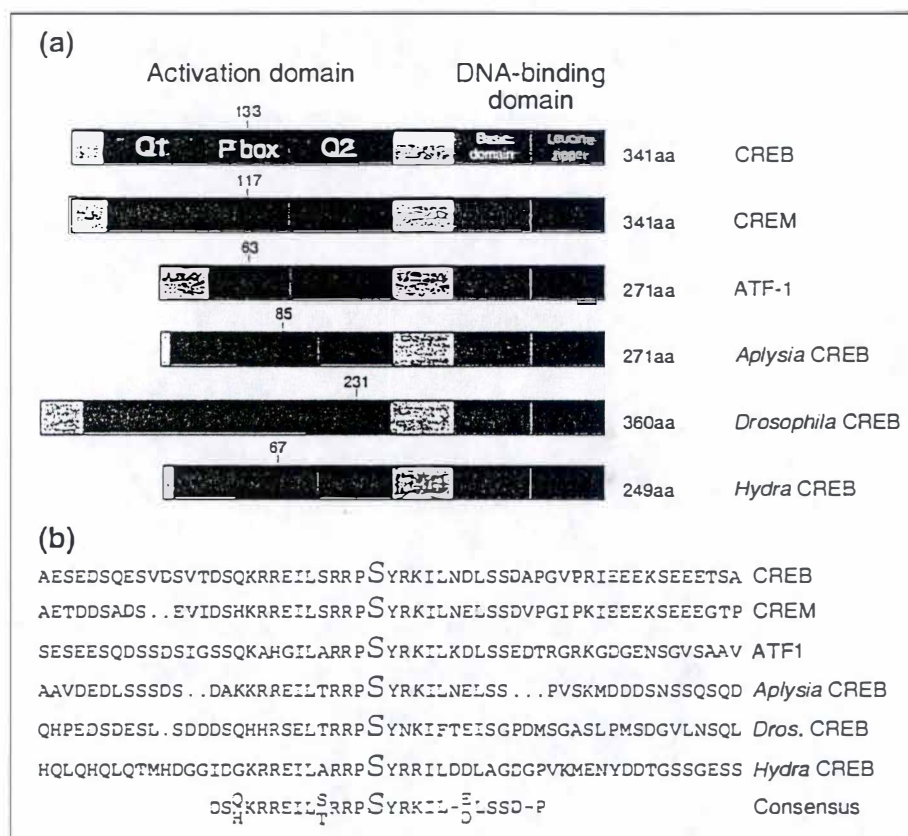 (a)
Activation domain DNA-binding domain
133
Q1 P box Q2 Basic domain Leucine zipper 341aa CREB
117
341aa CREM
63
271aa ATF-1
85
271aa Aplysia CREB
231
360aa Drosophila CREB
67
249aa Hydra CREB
(b)
AESEDSQESVDSVTDSQKRREILSRRPSYRKILNDLSSDAPGVPRIEEEKSEEETSA CREB
AETDDSADS..EVIDSHKRREILSRRPSYRKILNELSSDVPGIPKIEEEKSEEEGTP CREM
SESEESQDSSDSIGSSQKAHGILARRPSYRKILKDLSSEDTRGRKGDGENSGVSAAV ATF1
AAVDEDLSSSDS..DAKKRREILTRRPSYRKILNELSS...PVSKMDDDSNSSQSQD Aplysia CREB
QHPEDSDESL.SDDDSQHHRSELTRRPSYNKIFTEISGPDMSGASLPMSDGVLNSQL Dros. CREB
HQLQHQLQTMHDGGIDGKRREILARRPSYRRILDDLAGDGPVKMENYDDTGSSGESS Hydra CREB
DSQHKRREILSTRRPSYRKIL-EDLSSD-P Consensus